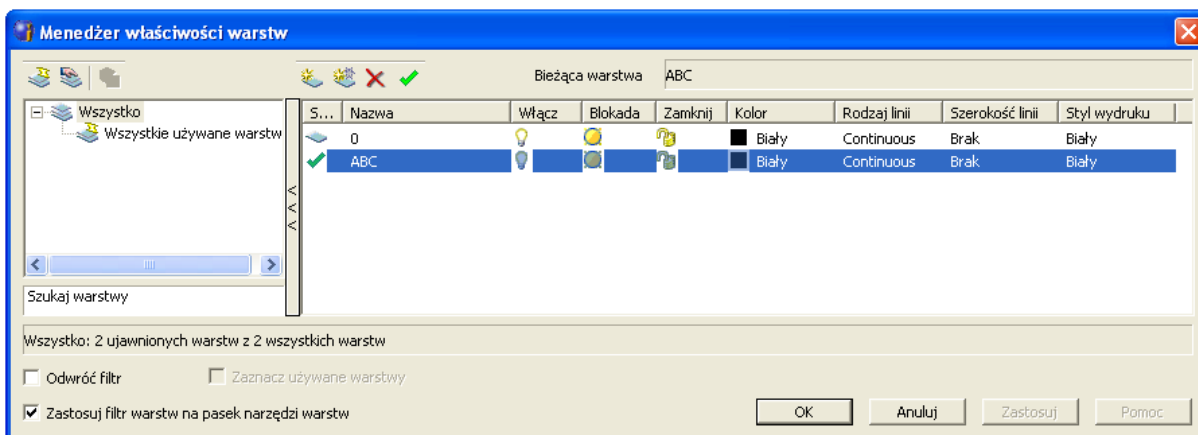 Menedżer właściwości warstw
Bieżąca warstwa ABC
Wszystko
Wszystkie używane warstw
S... Nazwa Włącz Blokada Zamknij Kolor Rodzaj linii Szerokość linii Styl wydruku
0 Biały Continuous Brak Biały
ABC Biały Continuous Brak Biały
<
<
<
Szukaj warstwy
Wszystko: 2 ujawnionych warstw z 2 wszystkich warstw
Odwróć filtr Zaznacz używane warstwy
Zastosuj filtr warstw na pasek narzędzi warstw
OK Anuluj Zastosuj Pomoc